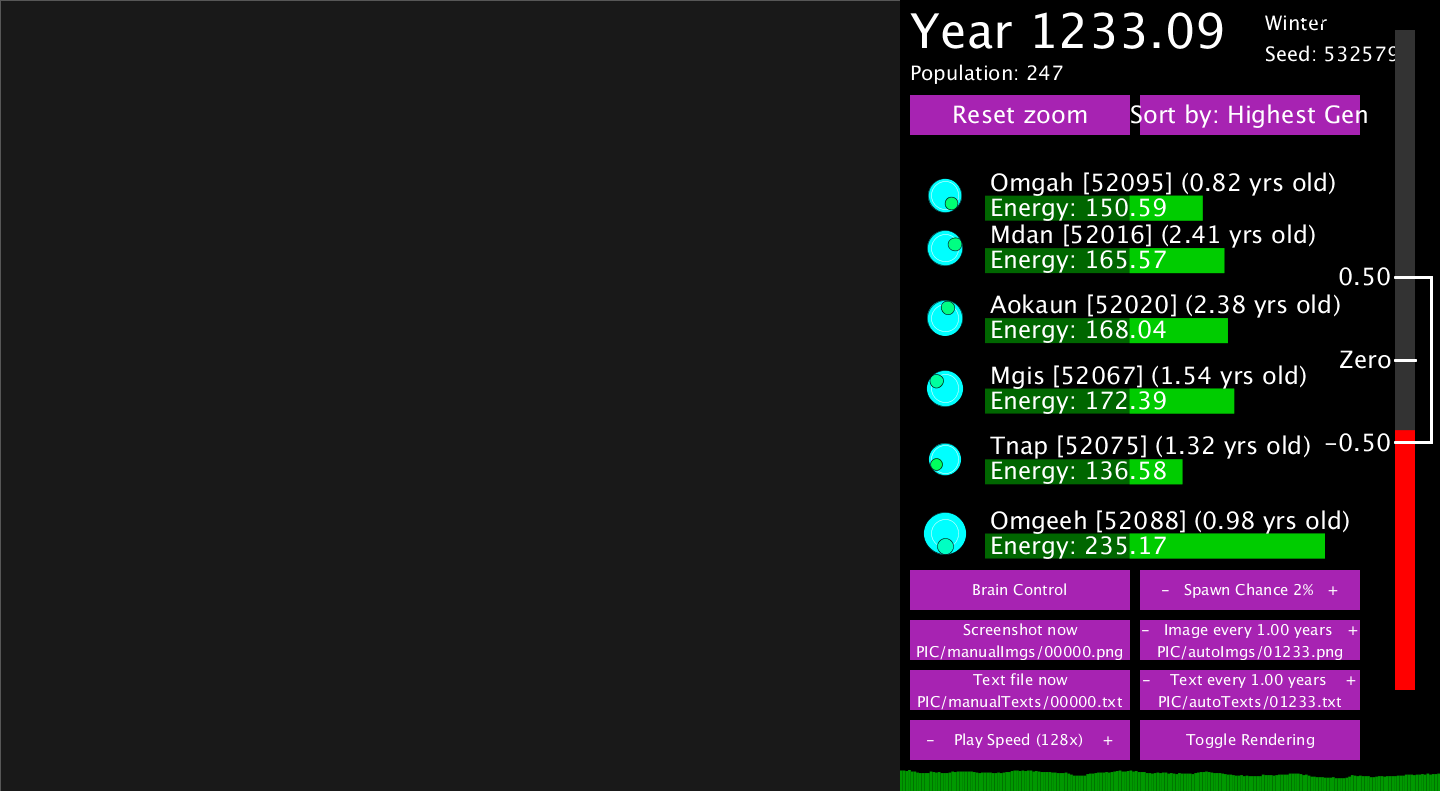 Year 1233.09
Winter
Seed: 532579
Population: 247
Reset zoom
Sort by: Highest Gen
Omgah [52095] (0.82 yrs old)
Energy: 150.59
Mdan [52016] (2.41 yrs old)
Energy: 165.57
0.50
Aokaun [52020] (2.38 yrs old)
Energy: 168.04
Zero
Mgis [52067] (1.54 yrs old)
Energy: 172.39
-0.50
Tnap [52075] (1.32 yrs old)
Energy: 136.58
Omgeeh [52088] (0.98 yrs old)
Energy: 235.17
Brain Control
- Spawn Chance 2% +
Screenshot now
PIC/manualImgs/00000.png
- Image every 1.00 years +
PIC/autoImgs/01233.png
Text file now
PIC/manualTexts/00000.txt
- Text every 1.00 years +
PIC/autoTexts/01233.txt
- Play Speed (128x) +
Toggle Rendering